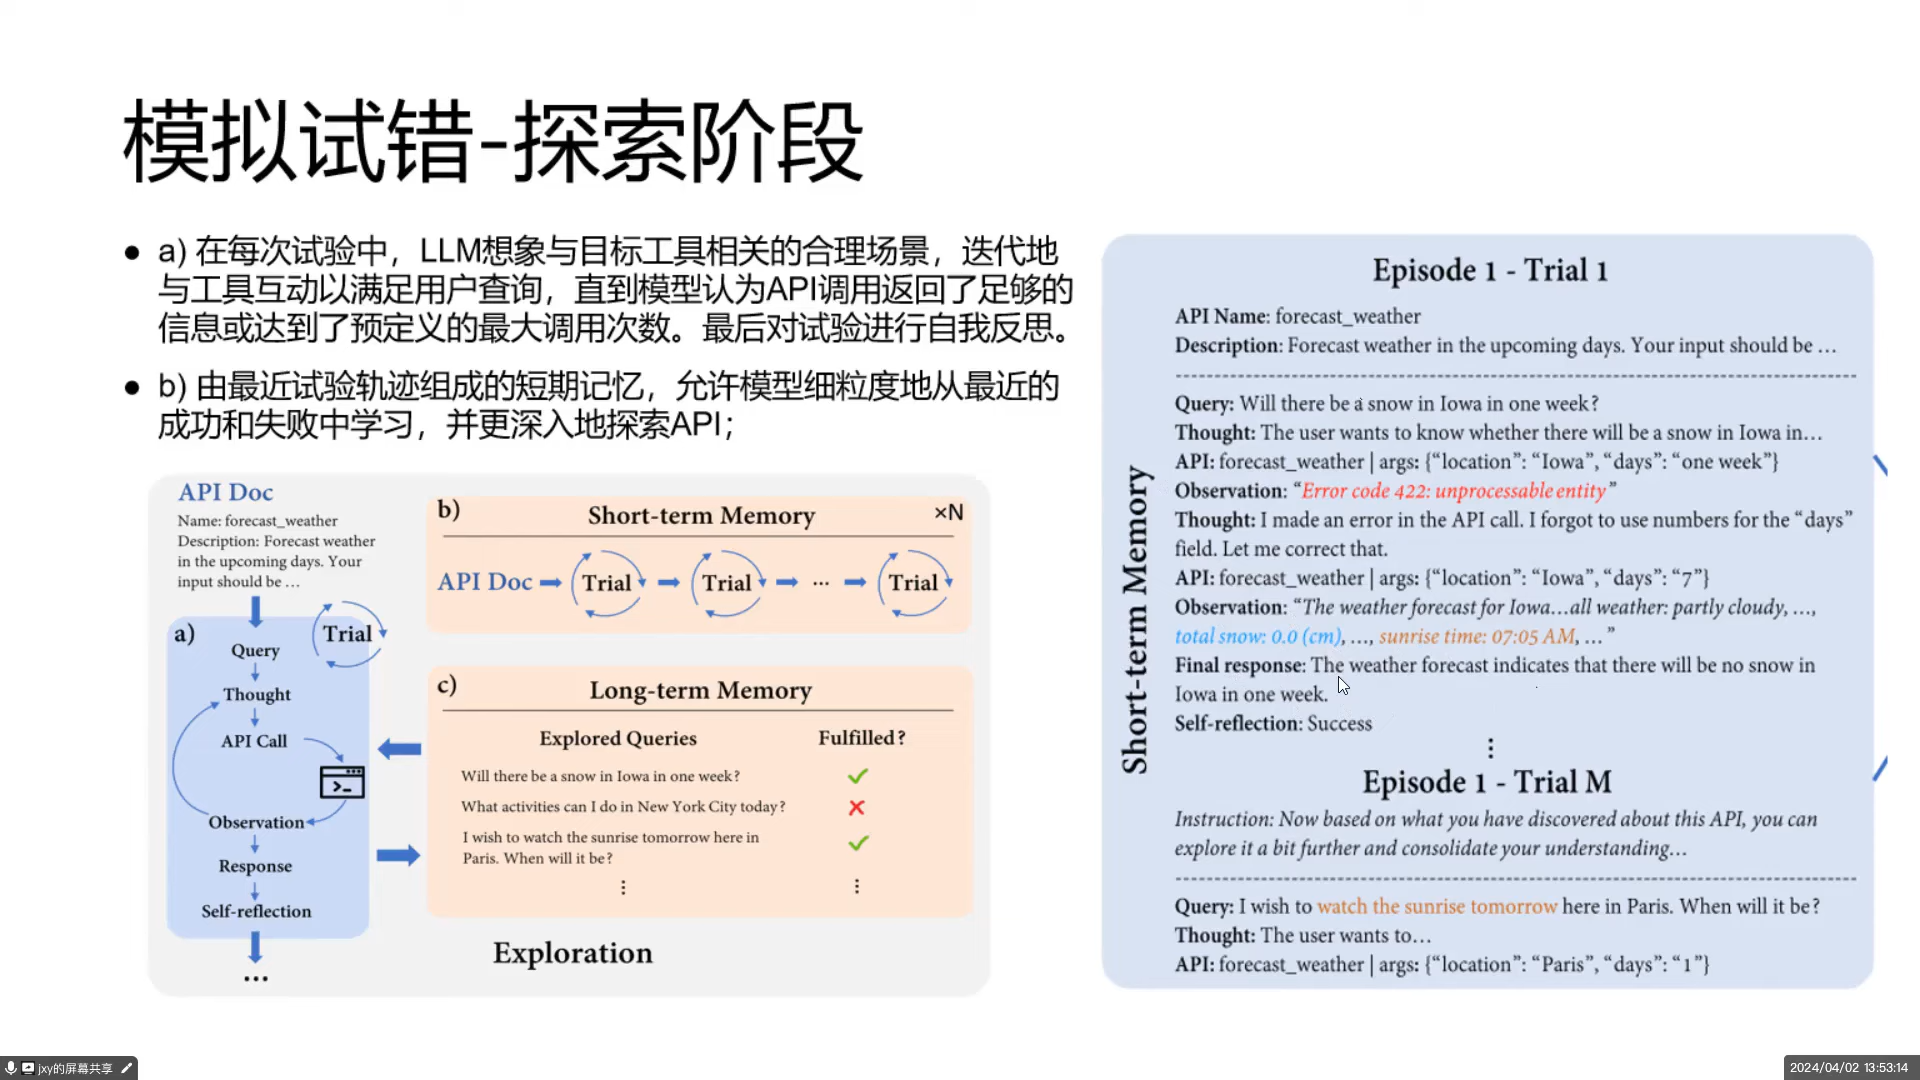 模拟试错-探索阶段
● a) 在每次试验中，LLM想象与目标工具相关的合理场景，迭代地
与工具互动以满足用户查询，直到模型认为API调用返回了足够的
信息或达到了预定义的最大调用次数。最后对试验进行自我反思。
● b) 由最近试验轨迹组成的短期记忆，允许模型细粒度地从最近的
成功和失败中学习，并更深入地探索API；
API Doc
Name: forecast_weather
Description: Forecast weather
in the upcoming days. Your
input should be …
a)
Trial
Query
Thought
API Call
Observation
Response
Self-reflection
…
b)
Short-term Memory
×N
API Doc
Trial
Trial
…
Trial
c)
Long-term Memory
Explored Queries
Fulfilled?
Will there be a snow in Iowa in one week?
What activities can I do in New York City today?
I wish to watch the sunrise tomorrow here in
Paris. When will it be?
⋮
⋮
Exploration
Short-term Memory
Episode 1 - Trial 1
API Name: forecast_weather
Description: Forecast weather in the upcoming days. Your input should be …
Query: Will there be a snow in Iowa in one week?
Thought: The user wants to know whether there will be a snow in Iowa in…
API: forecast_weather | args: {“location”: “Iowa”, “days”: “one week”}
Observation: “Error code 422: unprocessable entity”
Thought: I made an error in the API call. I forgot to use numbers for the “days”
field. Let me correct that.
API: forecast_weather | args: {“location”: “Iowa”, “days”: “7”}
Observation: “The weather forecast for Iowa…all weather: partly cloudy, …,
total snow: 0.0 (cm), …, sunrise time: 07:05 AM, … ”
Final response: The weather forecast indicates that there will be no snow in
Iowa in one week.
Self-reflection: Success
⋮
Episode 1 - Trial M
Instruction: Now based on what you have discovered about this API, you can
explore it a bit further and consolidate your understanding…
Query: I wish to watch the sunrise tomorrow here in Paris. When will it be?
Thought: The user wants to…
API: forecast_weather | args: {“location”: “Paris”, “days”: “1”}
jxy的屏幕共享
2024/04/02 13:53:14